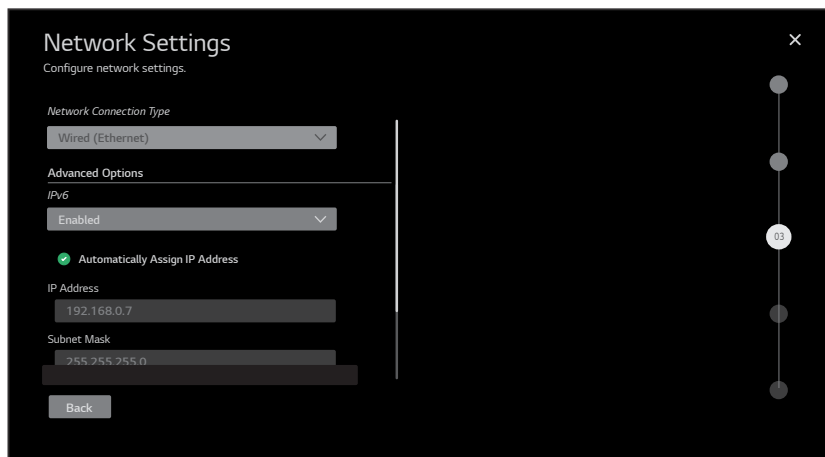 Network Settings
Configure network settings.
Network Connection Type
Wired (Ethernet)
Advanced Options
IPv6
Enabled
Automatically Assign IP Address
IP Address
192.168.0.7
Subnet Mask
255.255.255.0
Back
03